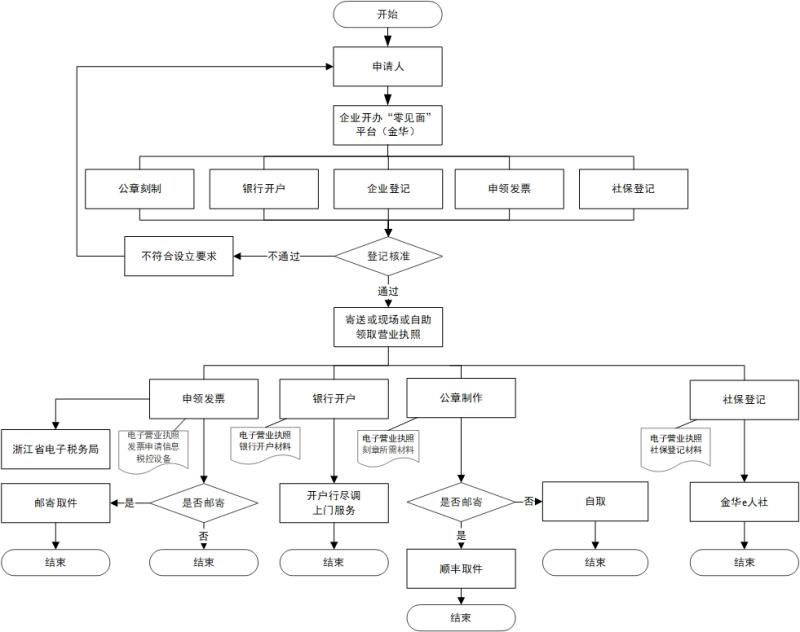 开始
申请人
企业开办“零见面”
平台（金华）
公章刻制
银行开户
企业登记
申领发票
社保登记
不符合设立要求
不通过
登记核准
通过
寄送或现场或自助
领取营业执照
申领发票
银行开户
公章制作
社保登记
浙江省电子税务局
电子营业执照
发票申请信息
税控设备
电子营业执照
银行开户材料
电子营业执照
刻章所需材料
电子营业执照
社保登记材料
邮寄取件
是
是否邮寄
否
开户行尽调
上门服务
是否邮寄
否
自取
是
金华e人社
结束
结束
结束
顺丰取件
结束
结束
结束